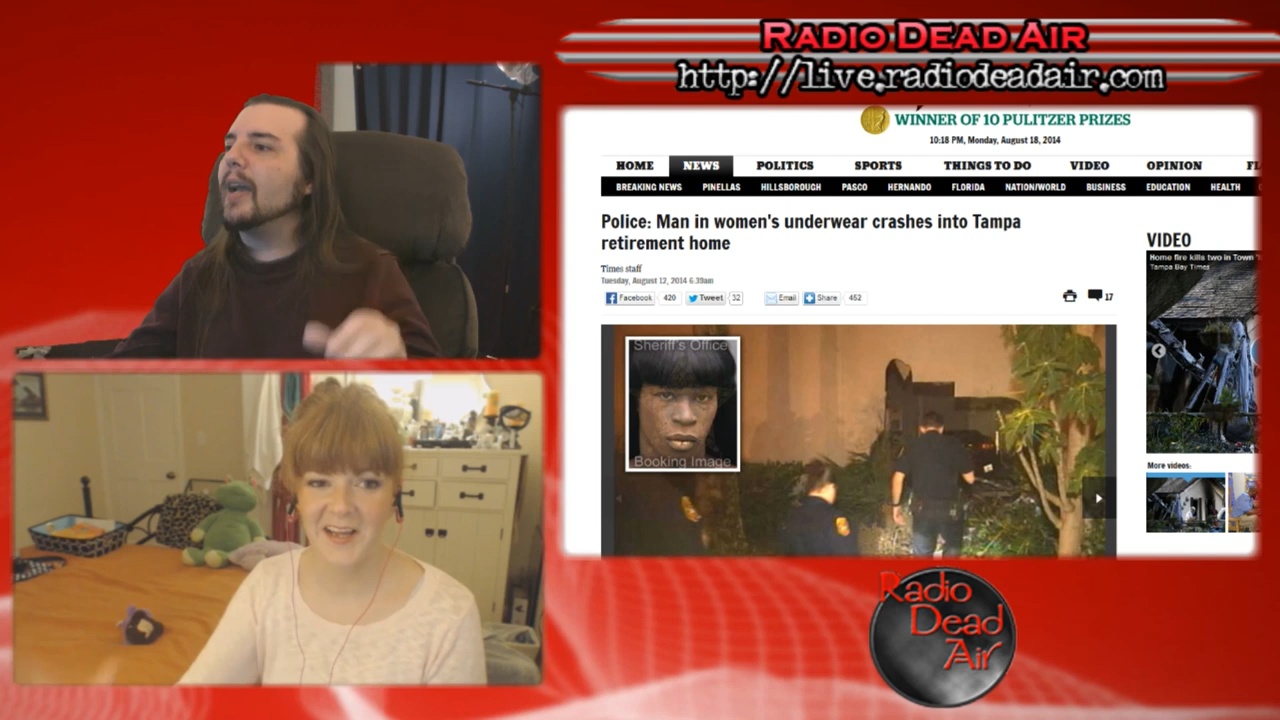 RADIO DEAD AIR
http://live.radiodeadair.com
WINNER OF 10 PULITZER PRIZES
10:18 PM, Monday, August 18, 2014
HOME NEWS POLITICS SPORTS THINGS TO DO VIDEO OPINION FL
BREAKING NEWS PINELLAS HILLSBOROUGH PASCO HERNANDO FLORIDA NATION/WORLD BUSINESS EDUCATION HEALTH
Police: Man in women's underwear crashes into Tampa
retirement home
Times staff
Tuesday, August 12, 2014 6:39am
Facebook 420 Tweet 32 Email Share 452
17
Sheriff's Office
Booking Image
VIDEO
Home fire kills two in Town
Tampa Bay Times
More videos:
Radio
Dead
Air